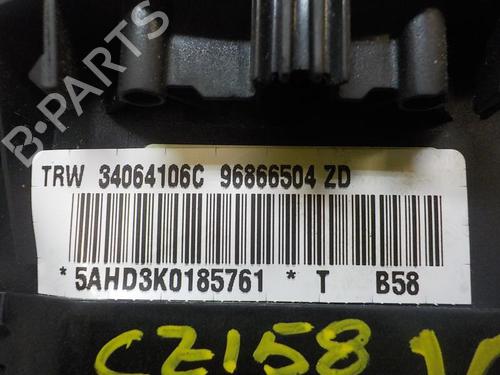 B-PARTS
TRW 34064106C 96866504 ZD
*5AHD3K0185761 * T B58
CZ158